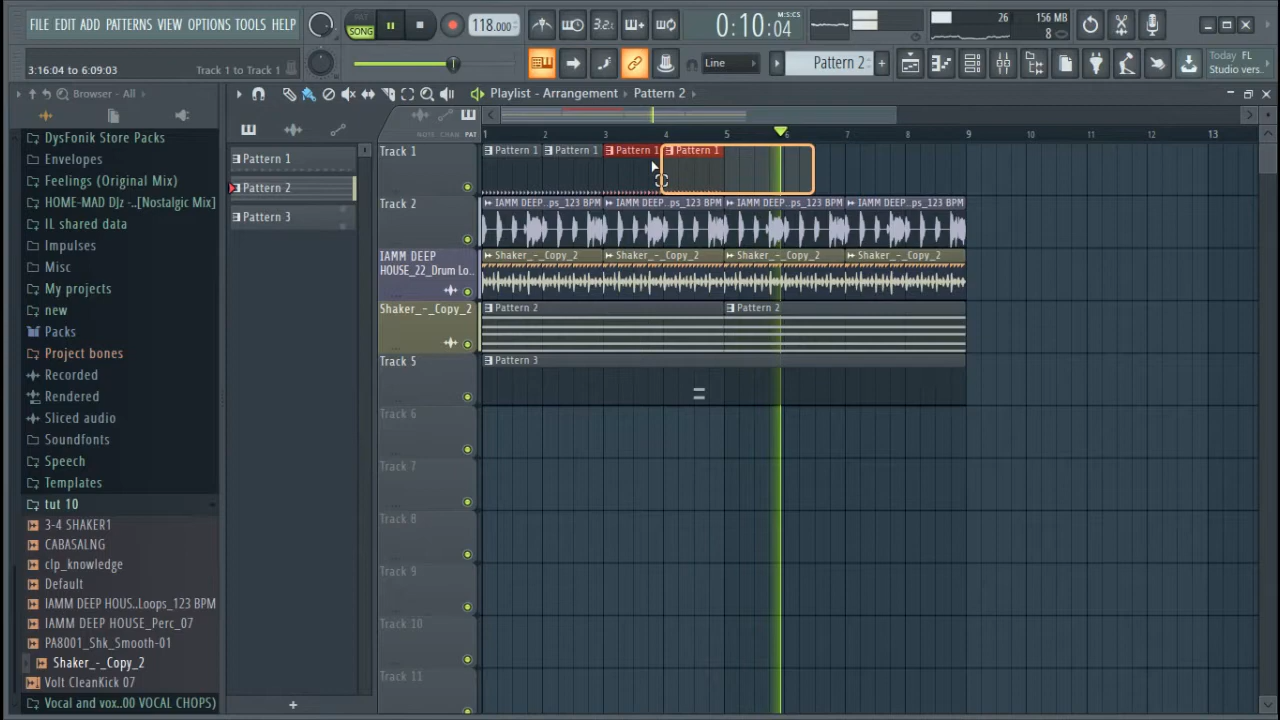 FILE EDIT ADD PATTERNS VIEW OPTIONS TOOLS HELP
SONG
118.000
3.2.
0:10:04
M:S:CS
26
156 MB
8
3:16:04 to 6:09:03
Track 1 to Track 1
Line
Pattern 2
Today FL
Studio vers..
Browser - All
Playlist - Arrangement
Pattern 2
NOTE CHAN PAT
1 2 3 4 5 6 7 8 9 10 11 12 13
DysFonik Store Packs
Envelopes
Feelings (Original Mix)
HOME-MAD DJz -..[Nostalgic Mix]
IL shared data
Impulses
Misc
My projects
new
Packs
Project bones
Recorded
Rendered
Sliced audio
Soundfonts
Speech
Templates
tut 10
3-4 SHAKER1
CABASALNG
clp_knowledge
Default
IAMM DEEP HOUS..Loops_123 BPM
IAMM DEEP HOUSE_Perc_07
PA8001_Shk_Smooth-01
Shaker_-_Copy_2
Volt CleanKick 07
Vocal and vox..00 VOCAL CHOPS)
Pattern 1
Pattern 2
Pattern 3
Track 1
Pattern 1
Pattern 1
Pattern 1
Pattern 1
Track 2
IAMM DEEP..ps_123 BPM
IAMM DEEP..ps_123 BPM
IAMM DEEP..ps_123 BPM
IAMM DEEP..ps_123 BPM
IAMM DEEP
HOUSE_22_Drum Lo..
Shaker_-_Copy_2
Shaker_-_Copy_2
Shaker_-_Copy_2
Shaker_-_Copy_2
Shaker_-_Copy_2
Pattern 2
Pattern 2
Track 5
Pattern 3
Track 6
Track 7
Track 8
Track 9
Track 10
Track 11